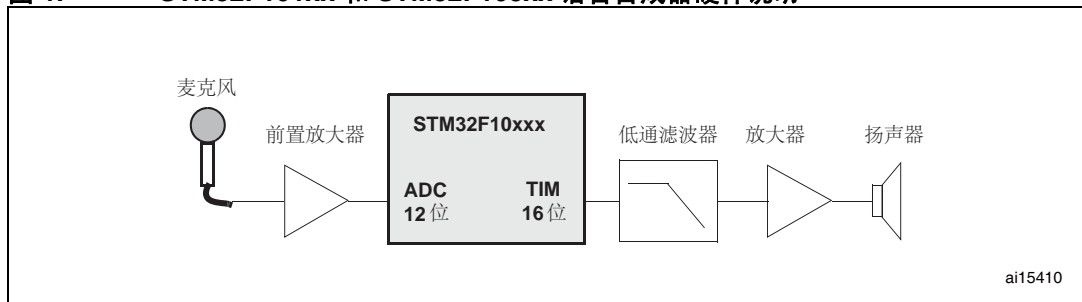 麦克风
前置放大器
STM32F10xxx
低通滤波器
放大器
扬声器
ADC
12位
TIM
16位
ai15410